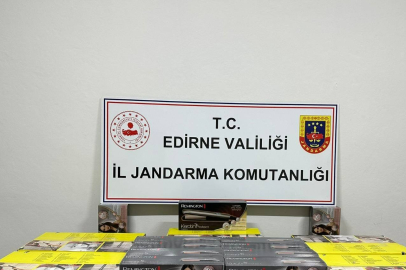 T.C.
EDİRNE VALİLİĞİ
İL JANDARMA KOMUTANLIĞI
REMINGTON